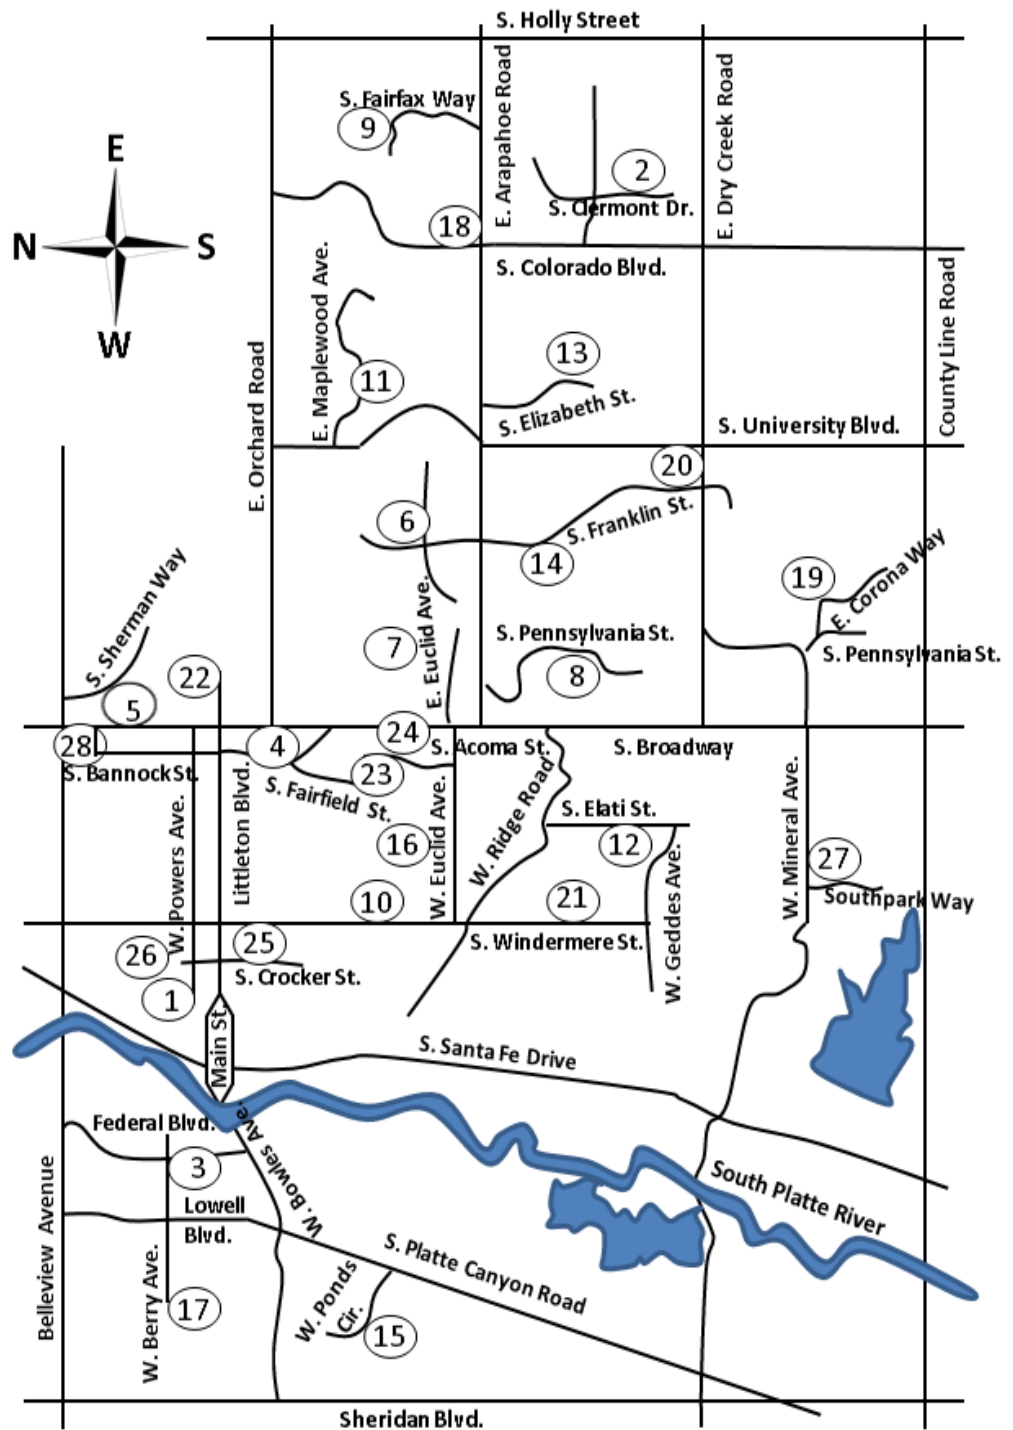 S. Holly Street
E. Arapahoe Road
E. Dry Creek Road
S. Fairfax Way
9
2
S. Clermont Dr.
18
E
N
S
W
S. Colorado Blvd.
E. Maplewood Ave.
County Line Road
E. Orchard Road
13
11
S. Elizabeth St.
S. University Blvd.
20
6
S. Franklin St.
14
19
E. Corona Way
S. Sherman Way
E. Euclid Ave.
7
S. Pennsylvania St.
8
S. Pennsylvania St.
22
5
28
4
24
S. Acoma St.
S. Broadway
S. Bannock St.
23
S. Fairfield St.
W. Powers Ave.
Littleton Blvd.
W. Euclid Ave.
W. Ridge Road
S. Elati St.
W. Mineral Ave.
16
12
27
W. Geddes Ave.
Southpark Way
10
21
S. Windermere St.
26
25
S. Crocker St.
1
Main St.
S. Santa Fe Drive
Federal Blvd.
W. Bowles Ave.
3
South Platte River
Belleview Avenue
Lowell
Blvd.
W. Berry Ave.
S. Platte Canyon Road
W. Ponds
Cir.
17
15
Sheridan Blvd.